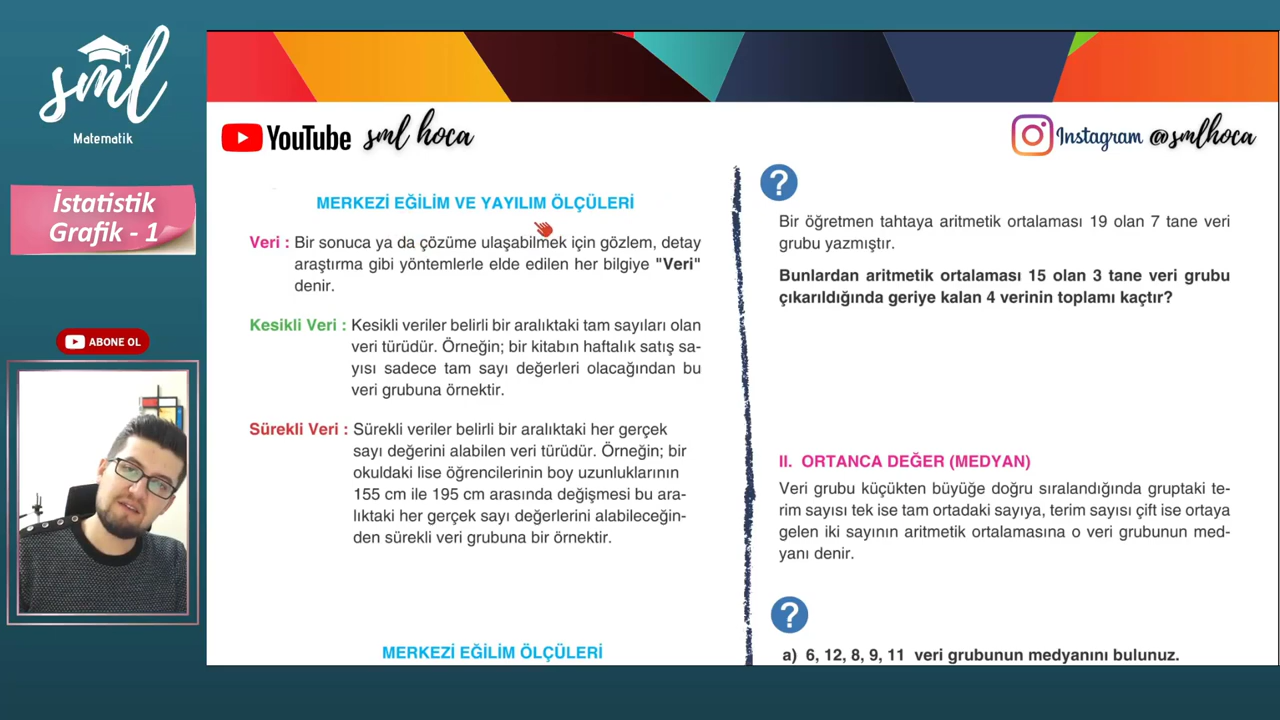 sml
Matematik
İstatistik
Grafik - 1
ABONE OL
YouTube sml hoca
Instagram @smlhoca
MERKEZİ EĞİLİM VE YAYILIM ÖLÇÜLERİ
Veri : Bir sonuca ya da çözüme ulaşabilmek için gözlem, detay
araştırma gibi yöntemlerle elde edilen her bilgiye "Veri"
denir.
Kesikli Veri : Kesikli veriler belirli bir aralıktaki tam sayıları olan
veri türüdür. Örneğin; bir kitabın haftalık satış sa-
yısı sadece tam sayı değerleri olacağından bu
veri grubuna örnektir.
Sürekli Veri : Sürekli veriler belirli bir aralıktaki her gerçek
sayı değerini alabilen veri türüdür. Örneğin; bir
okuldaki lise öğrencilerinin boy uzunluklarının
155 cm ile 195 cm arasında değişmesi bu ara-
lıktaki her gerçek sayı değerlerini alabileceğin-
den sürekli veri grubuna bir örnektir.
MERKEZİ EĞİLİM ÖLÇÜLERİ
?
Bir öğretmen tahtaya aritmetik ortalaması 19 olan 7 tane veri
grubu yazmıştır.
Bunlardan aritmetik ortalaması 15 olan 3 tane veri grubu
çıkarıldığında geriye kalan 4 verinin toplamı kaçtır?
II. ORTANCA DEĞER (MEDYAN)
Veri grubu küçükten büyüğe doğru sıralandığında gruptaki te-
rim sayısı tek ise tam ortadaki sayıya, terim sayısı çift ise ortaya
gelen iki sayının aritmetik ortalamasına o veri grubunun med-
yanı denir.
?
a) 6, 12, 8, 9, 11 veri grubunun medyanını bulunuz.